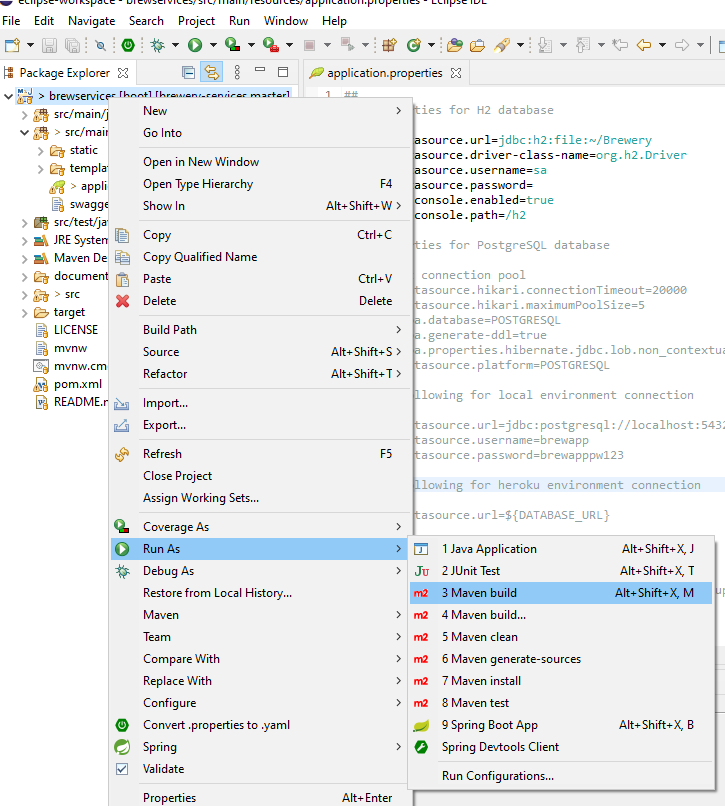 eclipse-workspace - brewservices/src/main/resources/application.properties - Eclipse IDE
File Edit Navigate Search Project Run Window Help
Package Explorer
application.properties
> brewservices [boot] [brewery-services master]
src/main/j
> src/main
static
templat
> appli
swagge
src/test/ja
JRE System
Maven De
document
> src
target
LICENSE
mvnw
mvnw.cm
pom.xml
README.m
1 ##
ties for H2 database
asource.url=jdbc:h2:file:~/Brewery
asource.driver-class-name=org.h2.Driver
asource.username=sa
asource.password=
console.enabled=true
console.path=/h2
ties for PostgreSQL database
connection pool
tasource.hikari.connectionTimeout=20000
tasource.hikari.maximumPoolSize=5
a.database=POSTGRESQL
a.generate-ddl=true
a.properties.hibernate.jdbc.lob.non_contextua
tasource.platform=POSTGRESQL
llowing for local environment connection
tasource.url=jdbc:postgresql://localhost:5432
tasource.username=brewapp
tasource.password=brewapppw123
llowing for heroku environment connection
tasource.url=${DATABASE_URL}
up
New
Go Into
Open in New Window
Open Type Hierarchy F4
Show In Alt+Shift+W
Copy Ctrl+C
Copy Qualified Name
Paste Ctrl+V
Delete Delete
Build Path
Source Alt+Shift+S
Refactor Alt+Shift+T
Import...
Export...
Refresh F5
Close Project
Assign Working Sets...
Coverage As
Run As
Debug As
Restore from Local History...
Maven
Team
Compare With
Replace With
Configure
Convert .properties to .yaml
Spring
Validate
Properties Alt+Enter
1 Java Application Alt+Shift+X, J
2 JUnit Test Alt+Shift+X, T
3 Maven build Alt+Shift+X, M
4 Maven build...
5 Maven clean
6 Maven generate-sources
7 Maven install
8 Maven test
9 Spring Boot App Alt+Shift+X, B
Spring Devtools Client
Run Configurations...